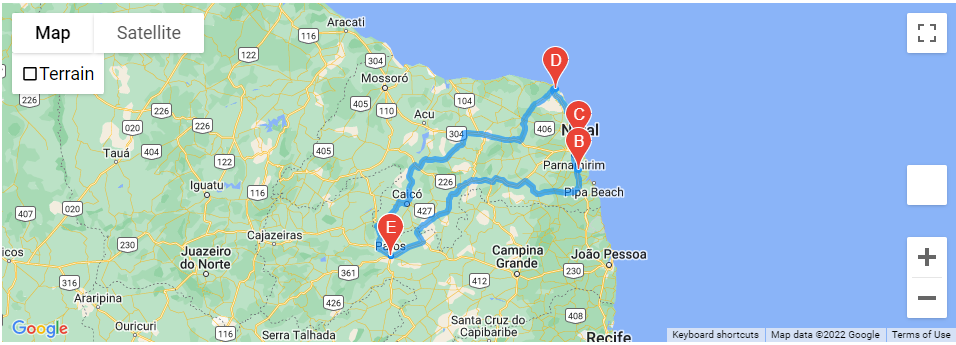 Map
Satellite
Terrain
Aracati
116
304
Mossoró
122
226
405
110
104
Açu
D
C
020
226
122
304
406
Natal
B
Tauá
405
Parnamirim
116
226
Pipa Beach
Iguatu
Caicó
407
020
427
E
230
Cajazeiras
Patos
icos
Juazeiro
do Norte
Campina
Grande
João Pessoa
361
230
316
116
412
Araripina
426
408
Ouricuri
Serra Talhada
Santa Cruz do
Capibaribe
Recife
Google
Keyboard shortcuts
Map data ©2022 Google
Terms of Use